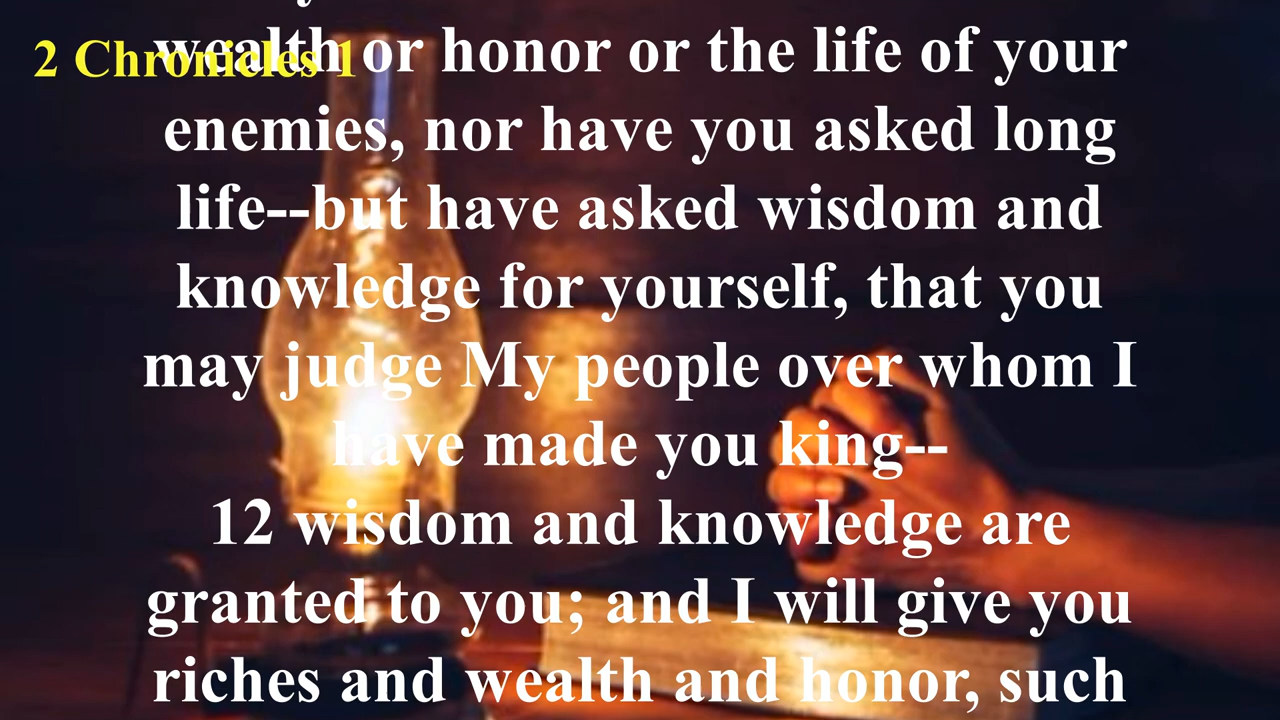 2 Chronicles 1
wealth or honor or the life of your
enemies, nor have you asked long
life--but have asked wisdom and
knowledge for yourself, that you
may judge My people over whom I
have made you king--
12 wisdom and knowledge are
granted to you; and I will give you
riches and wealth and honor, such